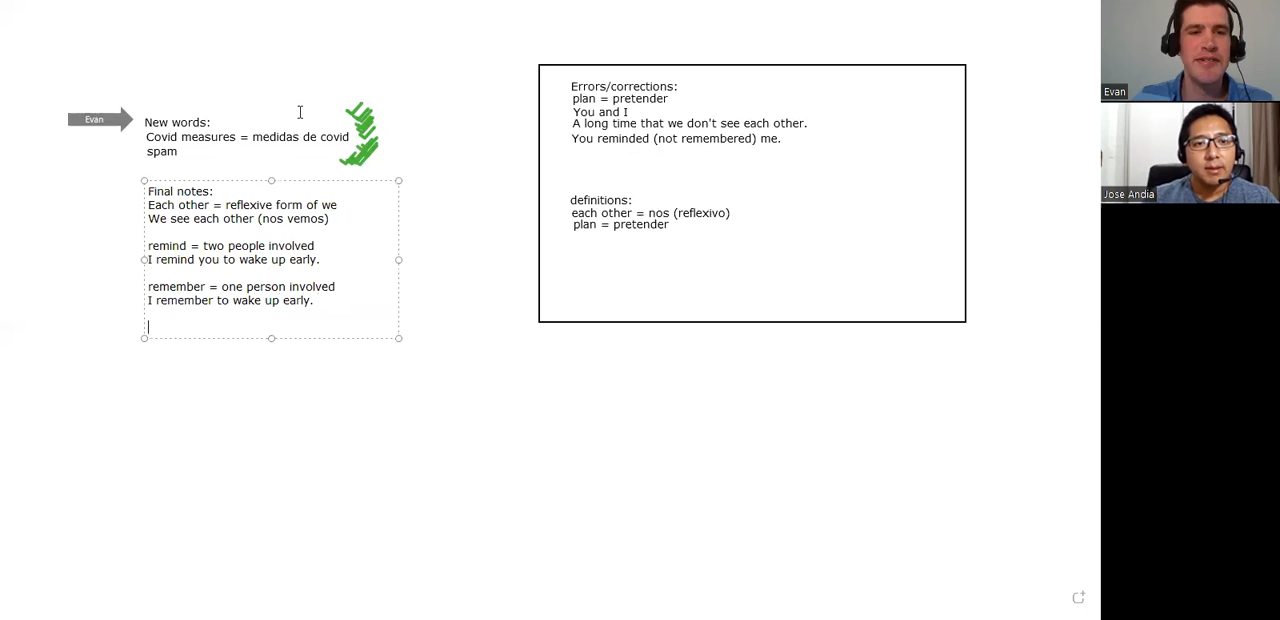 Evan
New words:
Covid measures = medidas de covid
spam
Final notes:
Each other = reflexive form of we
We see each other (nos vemos)
remind = two people involved
I remind you to wake up early.
remember = one person involved
I remember to wake up early.
Errors/corrections:
plan = pretender
You and I
A long time that we don't see each other.
You reminded (not remembered) me.
definitions:
each other = nos (reflexivo)
plan = pretender
Evan
Jose Andia